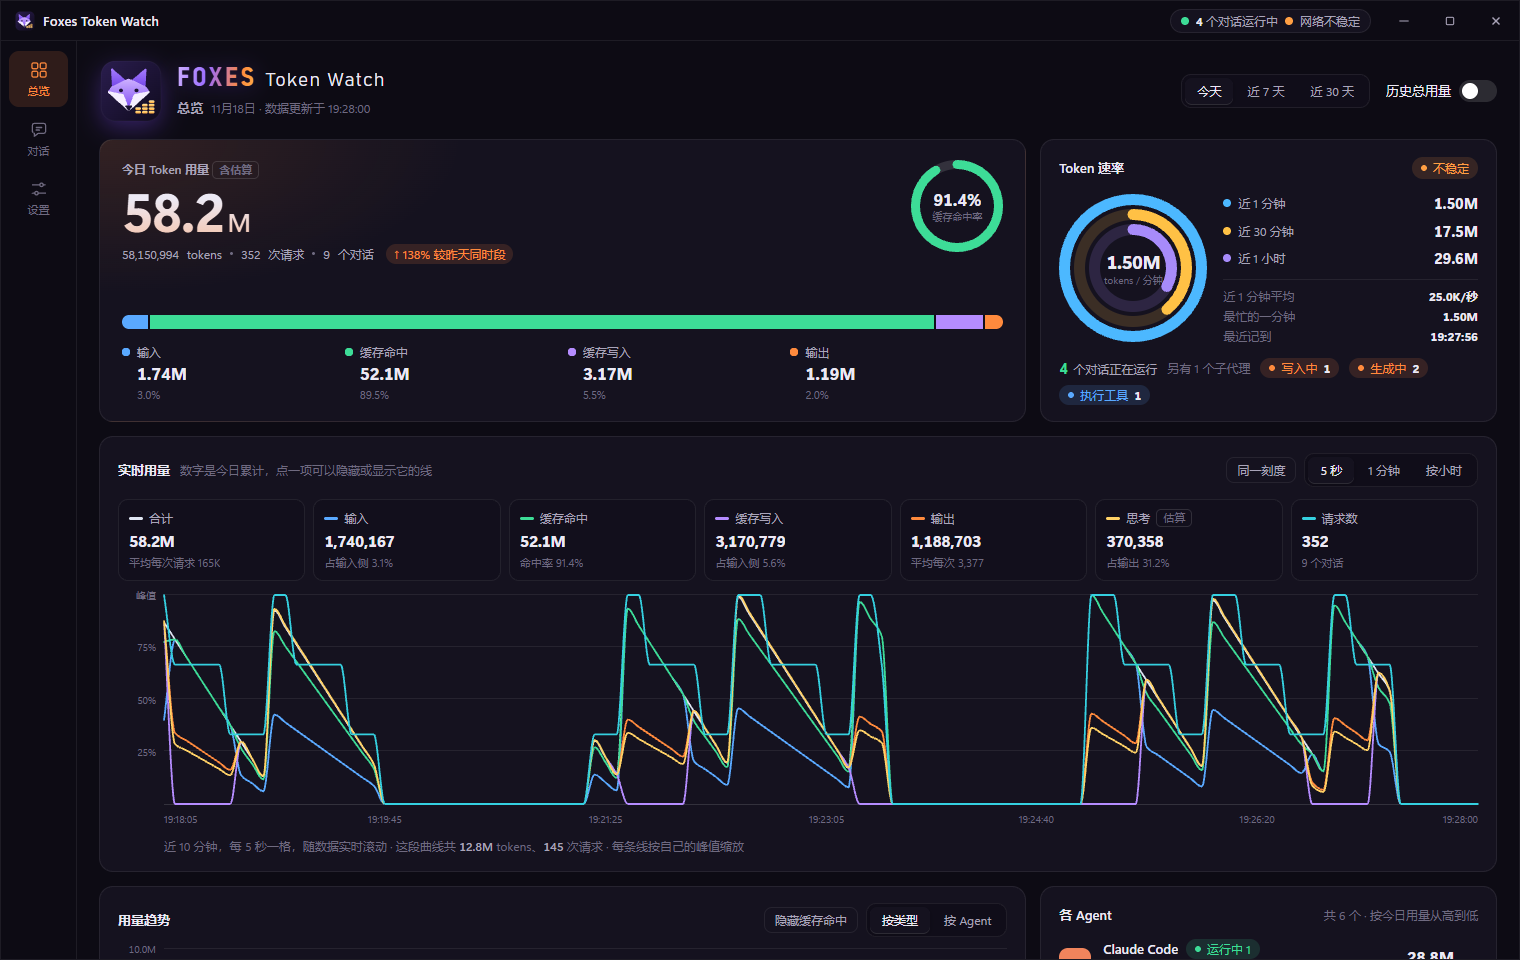 Foxes Token Watch
4 个对话运行中 网络不稳定
总览
对话
设置
FOXES Token Watch
总览 11月18日 · 数据更新于 19:28:00
今天 近 7 天 近 30 天 历史总用量
今日 Token 用量 含估算
58.2M
58,150,994 tokens • 352 次请求 • 9 个对话 ↑138% 较昨天同时段
91.4%
缓存命中率
输入 缓存命中 缓存写入 输出
1.74M 52.1M 3.17M 1.19M
3.0% 89.5% 5.5% 2.0%
Token 速率 不稳定
1.50M
tokens / 分钟
近 1 分钟 1.50M
近 30 分钟 17.5M
近 1 小时 29.6M
近 1 分钟平均 25.0K/秒
最忙的一分钟 1.50M
最近记到 19:27:56
4 个对话正在运行 另有 1 个子代理 写入中 1 生成中 2
执行工具 1
实时用量 数字是今日累计，点一项可以隐藏或显示它的线
同一刻度 5 秒 1 分钟 按小时
合计 输入 缓存命中 缓存写入 输出 思考 估算 请求数
58.2M 1,740,167 52.1M 3,170,779 1,188,703 370,358 352
平均每次请求 165K 占输入侧 3.1% 命中率 91.4% 占输入侧 5.6% 平均每次 3,377 占输出 31.2% 9 个对话
峰值
75%
50%
25%
19:18:05 19:19:45 19:21:25 19:23:05 19:24:40 19:26:20 19:28:00
近 10 分钟，每 5 秒一格，随数据实时滚动 · 这段曲线共 12.8M tokens、145 次请求 · 每条线按自己的峰值缩放
用量趋势 隐藏缓存命中 按类型 按 Agent
10.0M
各 Agent 共 6 个 · 按今日用量从高到低
Claude Code 运行中 1
28.8M